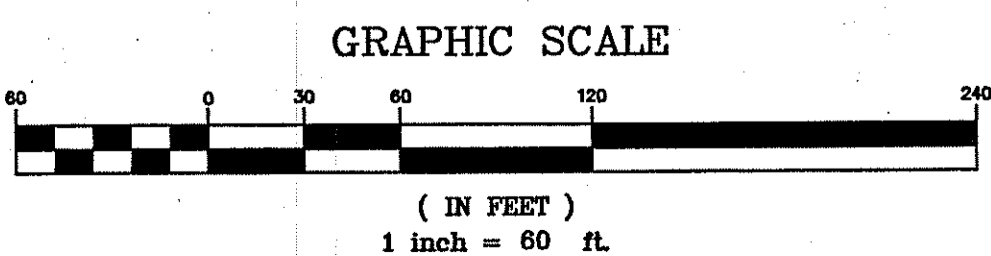 GRAPHIC SCALE
60 0 30 60 120 240
( IN FEET )
1 inch = 60 ft.